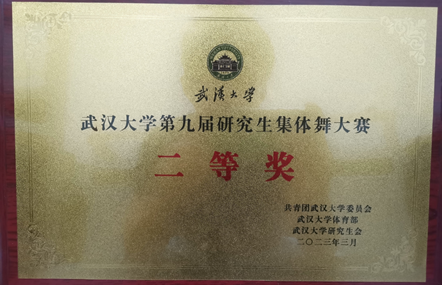 武汉大学
武汉大学第九届研究生集体舞大赛
二等奖
共青团武汉大学委员会
武汉大学体育部
武汉大学研究生会
二〇二三年三月